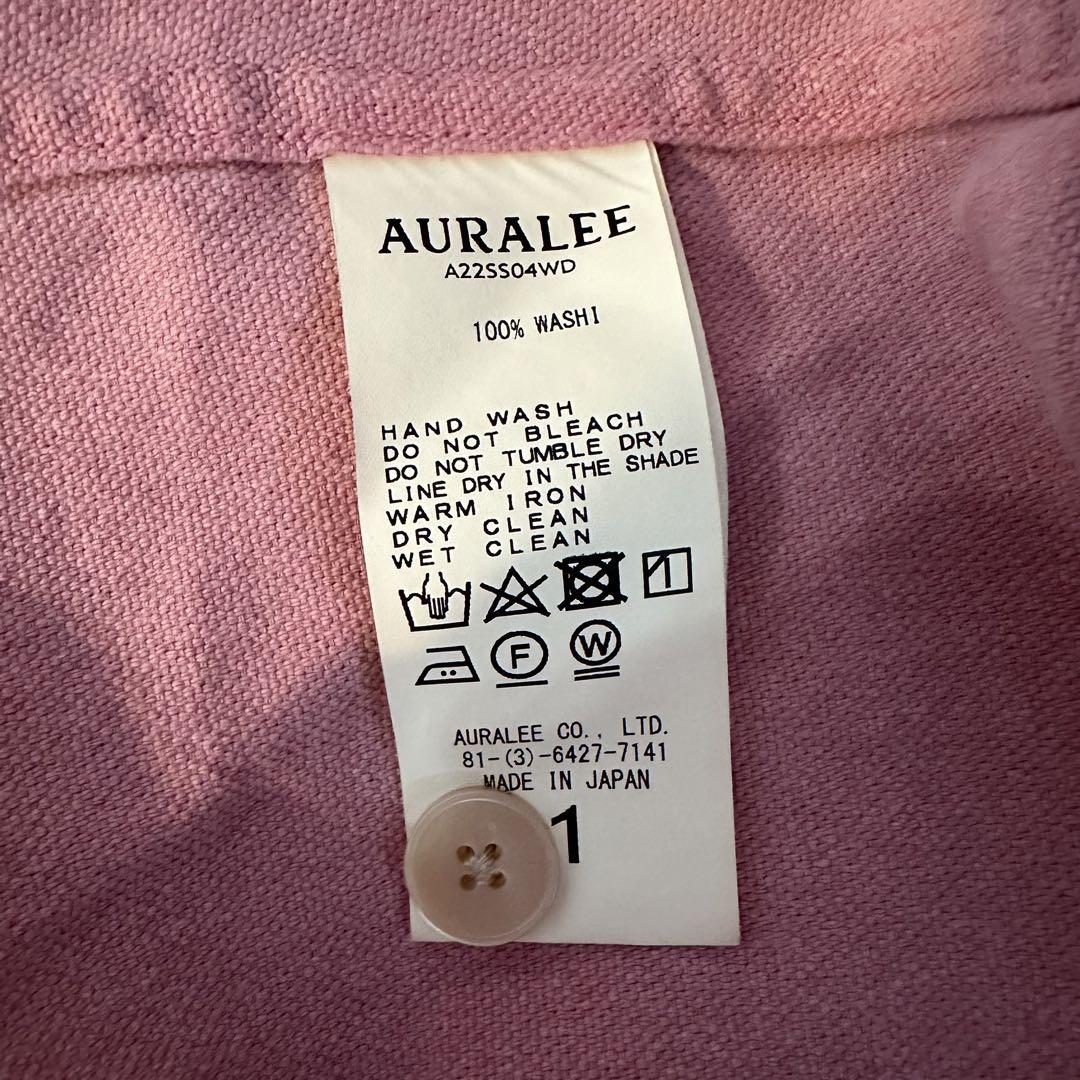 AURALEE
A22SS04WD
100% WASHI
HAND WASH
DO NOT BLEACH
DO NOT TUMBLE DRY
LINE DRY IN THE SHADE
WARM IRON
DRY CLEAN
WET CLEAN
F W
AURALEE CO., LTD.
81-(3)-6427-7141
MADE IN JAPAN
1